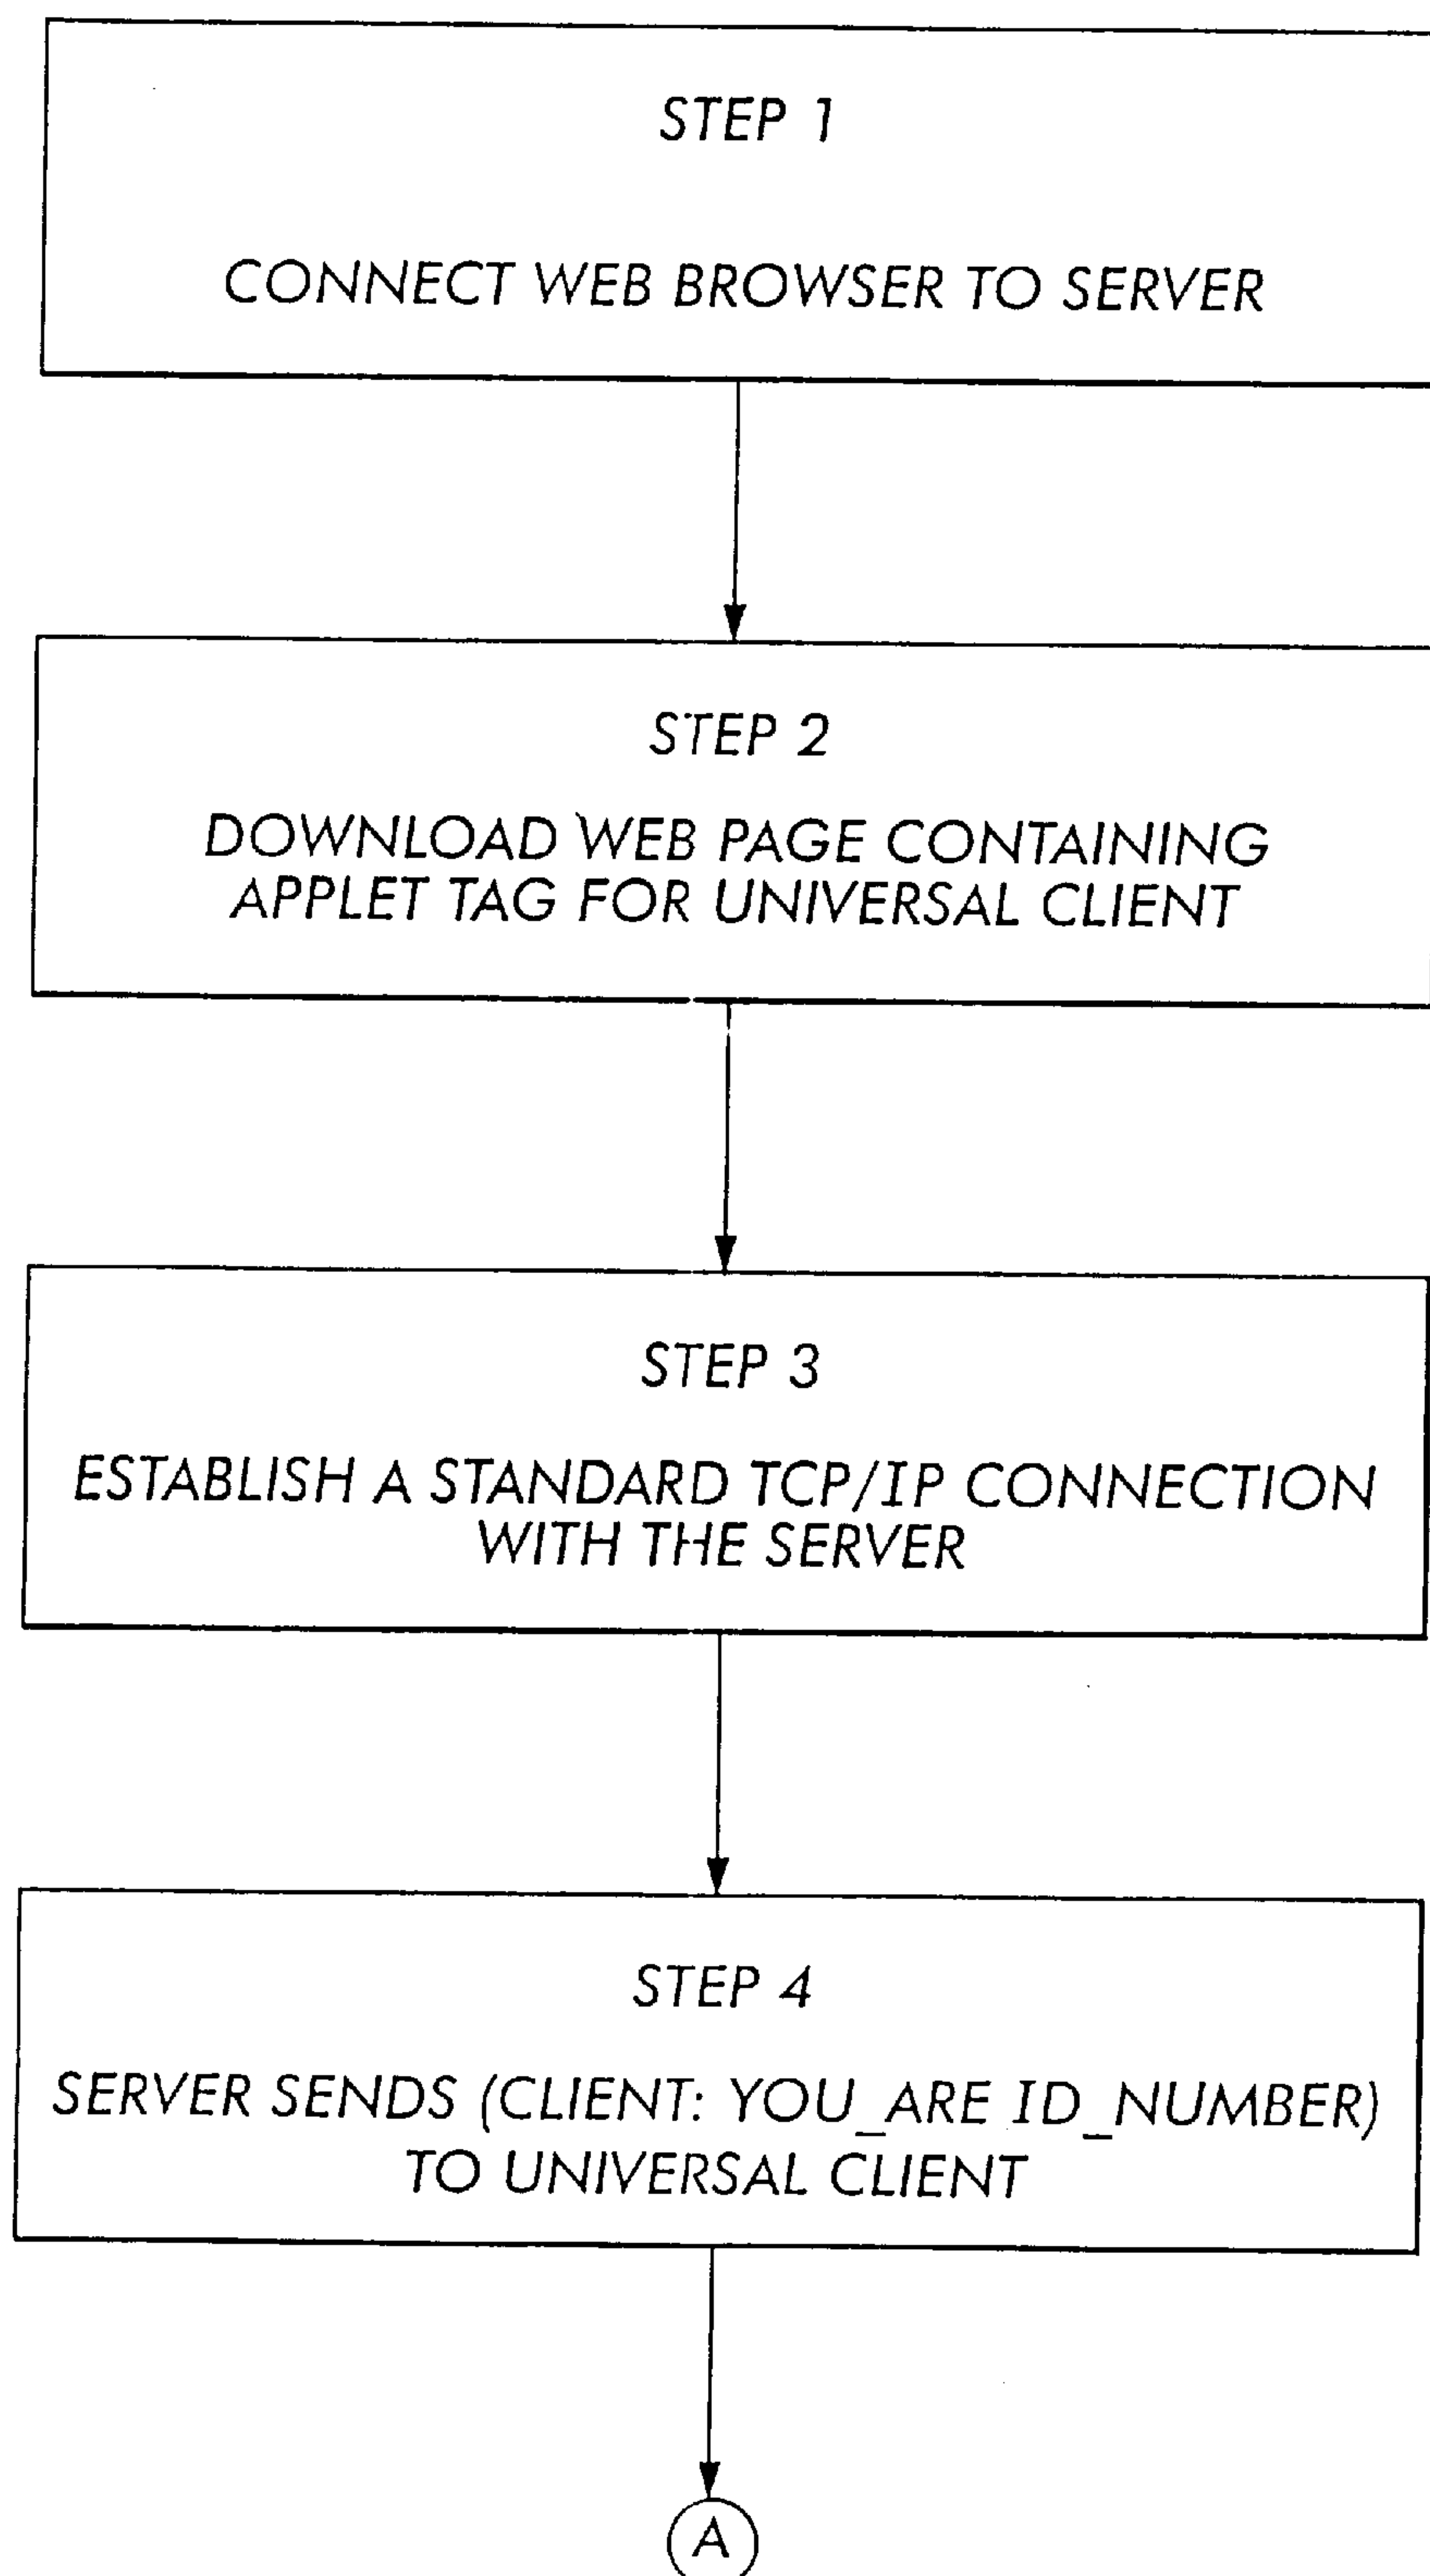 STEP 1
CONNECT WEB BROWSER TO SERVER
STEP 2
DOWNLOAD WEB PAGE CONTAINING
APPLET TAG FOR UNIVERSAL CLIENT
STEP 3
ESTABLISH A STANDARD TCP/IP CONNECTION
WITH THE SERVER
STEP 4
SERVER SENDS (CLIENT: YOU_ARE ID_NUMBER)
TO UNIVERSAL CLIENT
A